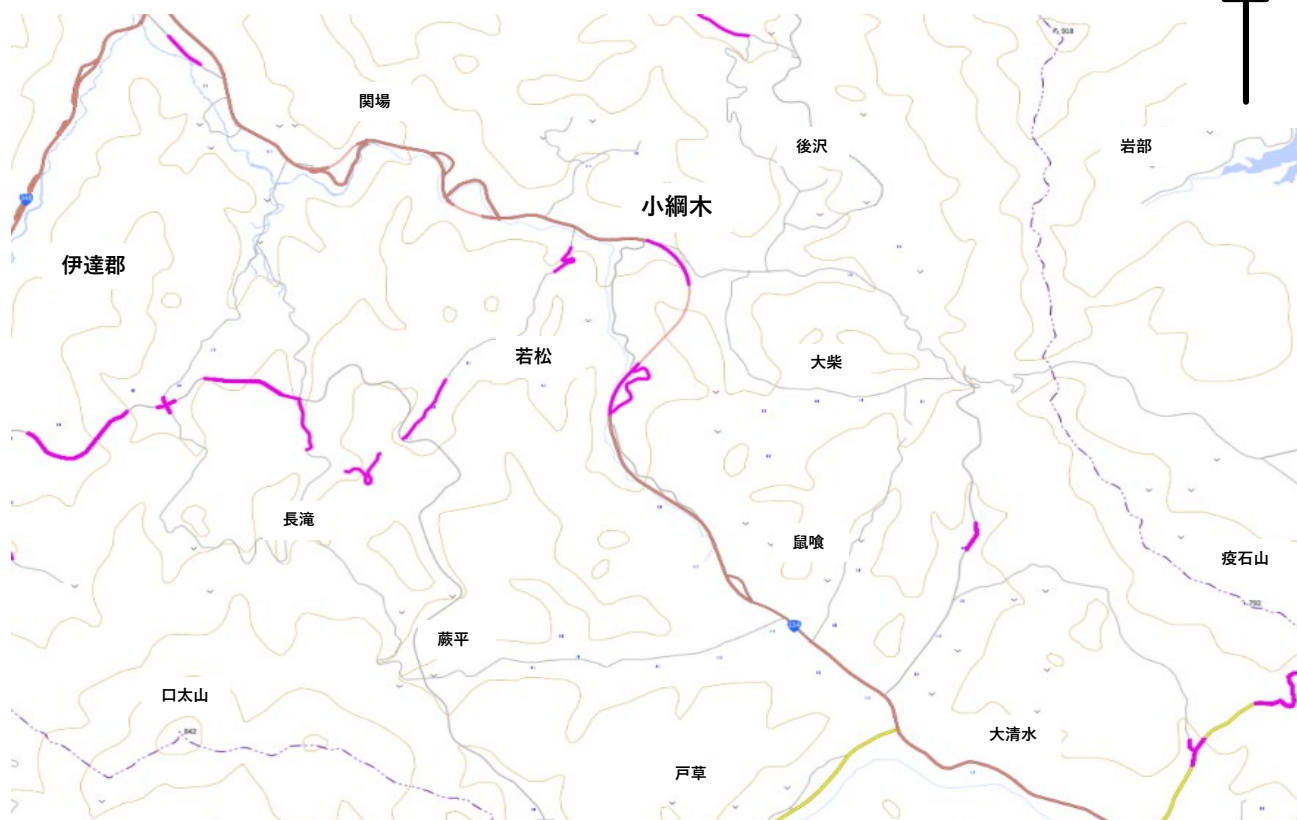 関場
後沢
岩部
小綱木
伊達郡
若松
大柴
長滝
鼠喰
疫石山
蕨平
口太山
842
大清水
戸草